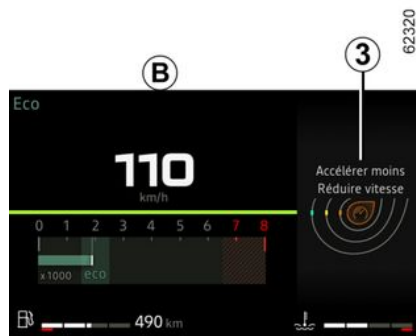 62320
B
3
Eco
110
km/h
Accélérer moins
Réduire vitesse
0 1 2 3 4 5 6 7 8
x 1000 eco
490 km